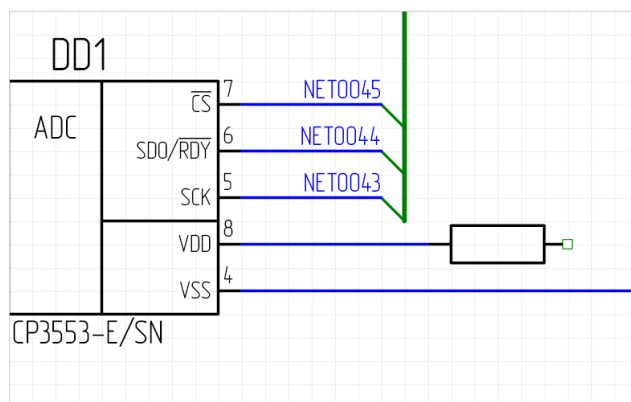 DD1
ADC
CS 7 NET0045
SDO/RDY 6 NET0044
SCK 5 NET0043
VDD 8
VSS 4
CP3553-E/SN